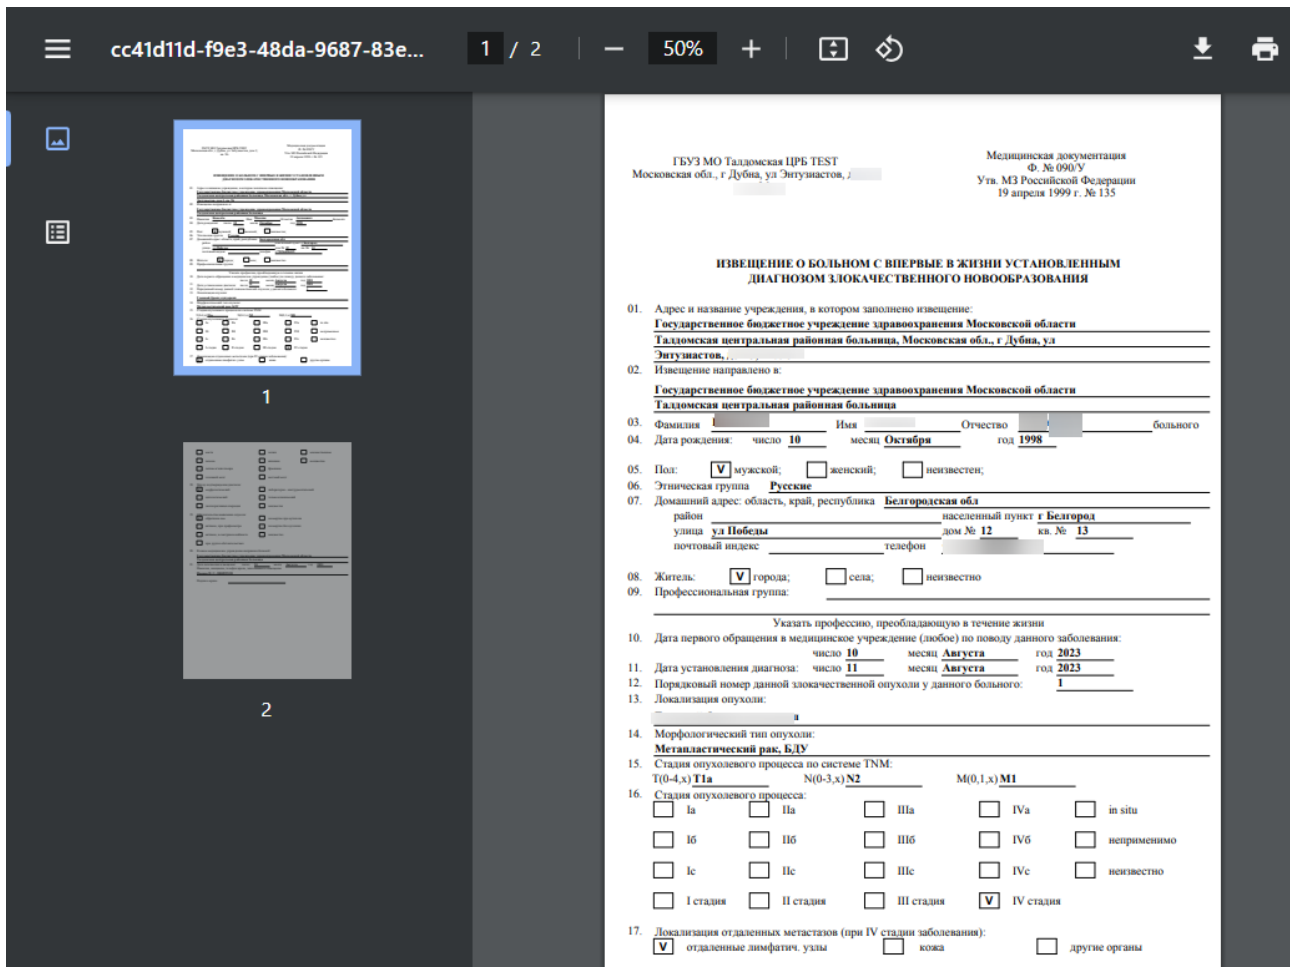 cc41d11d-f9e3-48da-9687-83e...
1 / 2
50%
1
2
ГБУЗ МО Талдомская ЦРБ TEST
Московская обл., г Дубна, ул Энтузиастов,
Медицинская документация
Ф. № 090/У
Утв. МЗ Российской Федерации
19 апреля 1999 г. № 135
ИЗВЕЩЕНИЕ О БОЛЬНОМ С ВПЕРВЫЕ В ЖИЗНИ УСТАНОВЛЕННЫМ
ДИАГНОЗОМ ЗЛОКАЧЕСТВЕННОГО НОВООБРАЗОВАНИЯ
01. Адрес и название учреждения, в котором заполнено извещение:
Государственное бюджетное учреждение здравоохранения Московской области
Талдомская центральная районная больница, Московская обл., г Дубна, ул
Энтузиастов,
02. Извещение направлено в:
Государственное бюджетное учреждение здравоохранения Московской области
Талдомская центральная районная больница
03. Фамилия Имя Отчество больного
04. Дата рождения: число 10 месяц Октября год 1998
05. Пол: V мужской; женский; неизвестен;
06. Этническая группа Русские
07. Домашний адрес: область, край, республика Белгородская обл
район населенный пункт г Белгород
улица ул Победы дом № 12 кв. № 13
почтовый индекс телефон
08. Житель: V города; села; неизвестно
09. Профессиональная группа:
Указать профессию, преобладающую в течение жизни
10. Дата первого обращения в медицинское учреждение (любое) по поводу данного заболевания:
число 10 месяц Августа год 2023
11. Дата установления диагноза: число 11 месяц Августа год 2023
12. Порядковый номер данной злокачественной опухоли у данного больного: 1
13. Локализация опухоли:
14. Морфологический тип опухоли:
Метапластический рак, БДУ
15. Стадия опухолевого процесса по системе TNM:
T(0-4,x) T1a N(0-3,x) N2 M(0,1,x) M1
16. Стадия опухолевого процесса:
Iа IIа IIIа IVа in situ
Iб IIб IIIб IVб неприменимо
Iс IIс IIIс IVс неизвестно
I стадия II стадия III стадия V IV стадия
17. Локализация отдаленных метастазов (при IV стадии заболевания):
V отдаленные лимфатич. узлы кожа другие органы